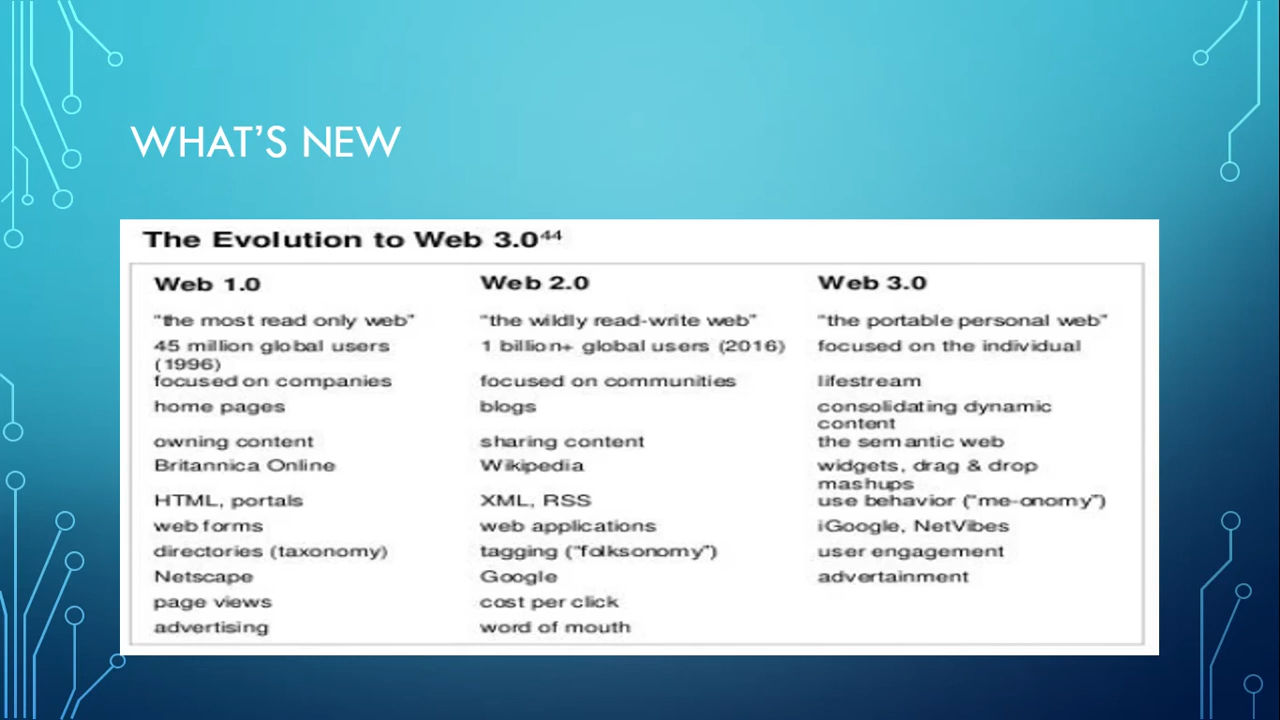 WHAT'S NEW
The Evolution to Web 3.0⁴⁴
Web 1.0 Web 2.0 Web 3.0
"the most read only web" "the wildly read-write web" "the portable personal web"
45 million global users 1 billion+ global users (2016) focused on the individual
(1996)
focused on companies focused on communities lifestream
home pages blogs consolidating dynamic
content
owning content sharing content the semantic web
Britannica Online Wikipedia widgets, drag & drop
mashups
HTML, portals XML, RSS use behavior ("me-onomy")
web forms web applications iGoogle, NetVibes
directories (taxonomy) tagging ("folksonomy") user engagement
Netscape Google advertainment
page views cost per click
advertising word of mouth